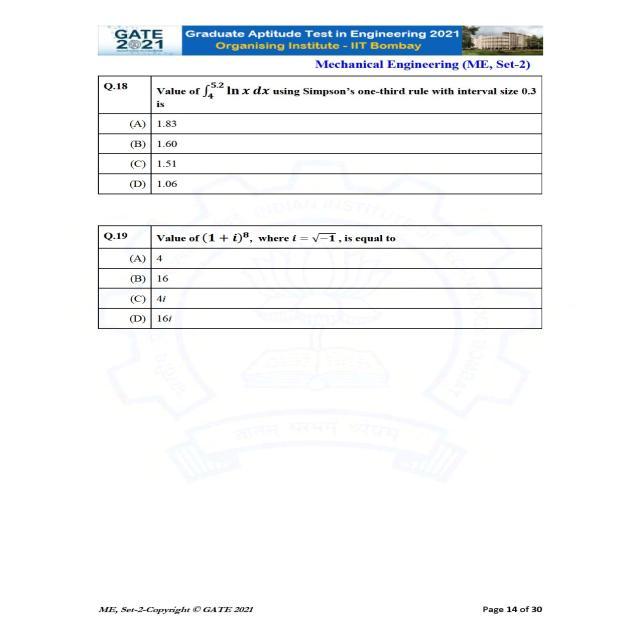 GATE
2021
Graduate Aptitude Test in Engineering 2021
Organising Institute - IIT Bombay
Mechanical Engineering (ME, Set-2)
Q.18 Value of ∫₄^5.2 ln x dx using Simpson's one-third rule with interval size 0.3
is
(A) 1.83
(B) 1.60
(C) 1.51
(D) 1.06
Q.19 Value of (1 + i)⁸, where i = √−1 , is equal to
(A) 4
(B) 16
(C) 4i
(D) 16i
ME, Set-2-Copyright © GATE 2021
Page 14 of 30